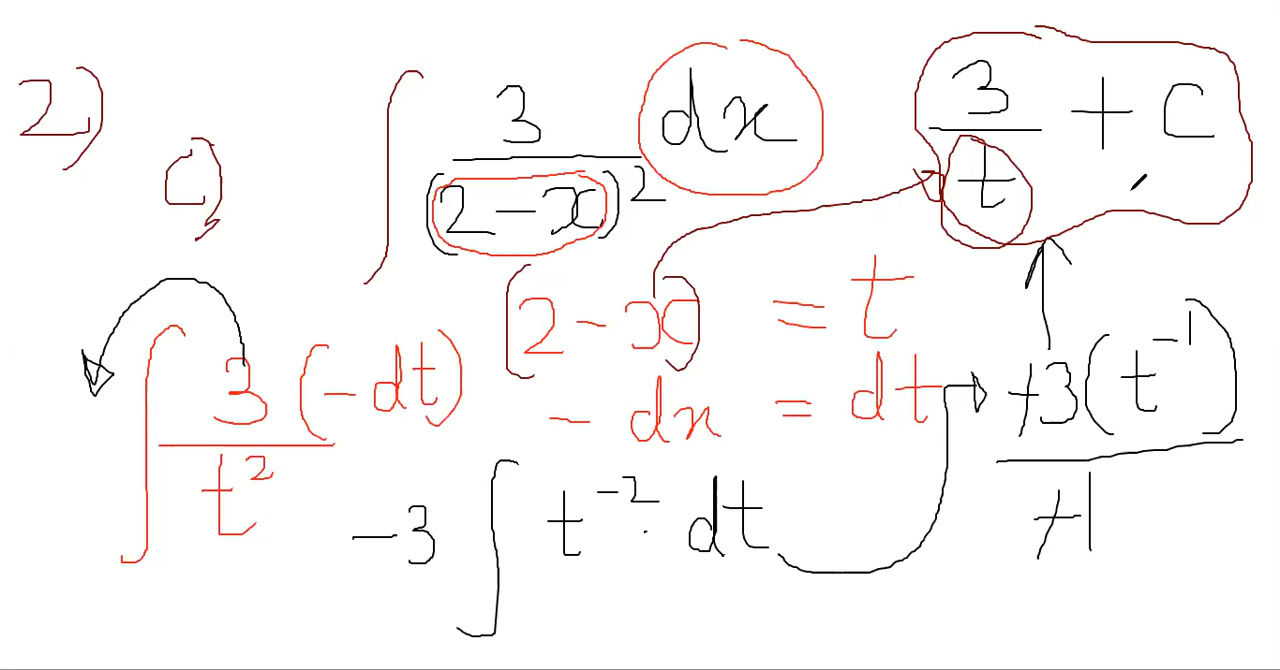 2)
a) ∫ 3/(2-x)² dx
(2-x) = t
-dx = dt
∫ 3(-dt)/t²
-3 ∫ t⁻² · dt
-3(t⁻¹)/-1
3/t + C